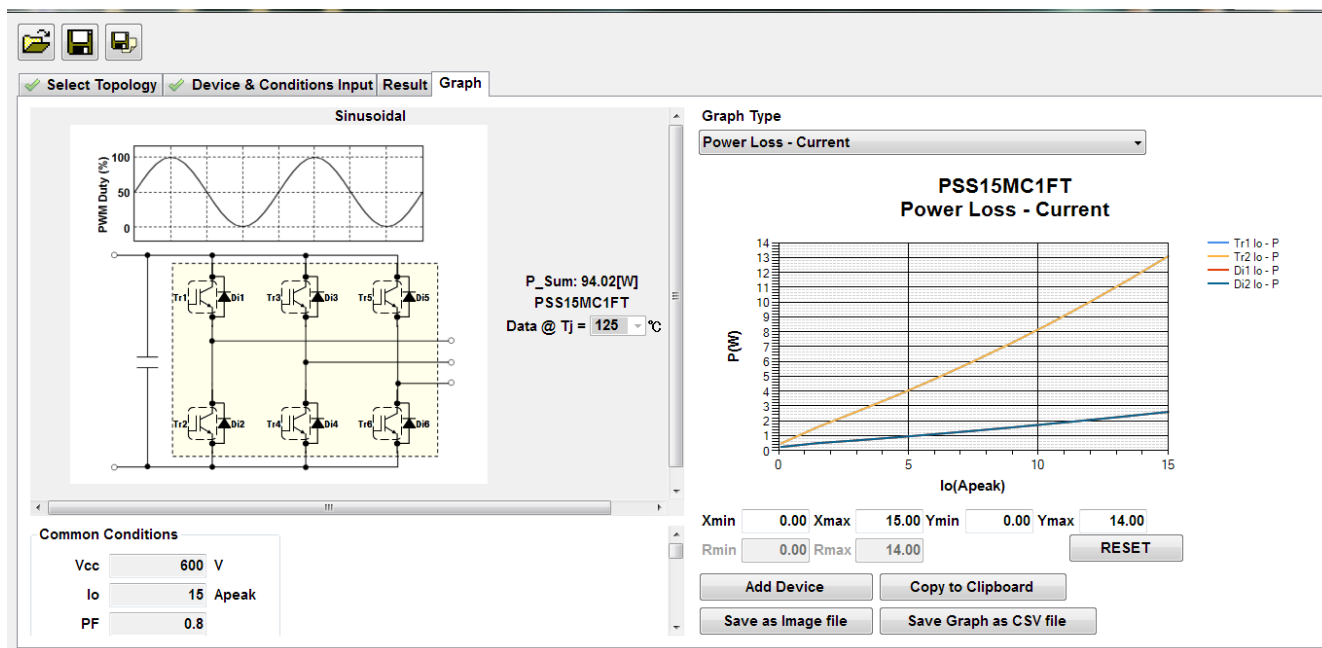 Select Topology
Device & Conditions Input
Result
Graph
Sinusoidal
PWM Duty (%)
100
50
0
Tr1
Di1
Tr3
Di3
Tr5
Di5
Tr2
Di2
Tr4
Di4
Tr6
Di6
P_Sum: 94.02[W]
PSS15MC1FT
Data @ Tj = 125 ℃
Common Conditions
Vcc 600 V
Io 15 Apeak
PF 0.8
Graph Type
Power Loss - Current
PSS15MC1FT
Power Loss - Current
P(W)
14
13
12
11
10
9
8
7
6
5
4
3
2
1
0
0 5 10 15
Io(Apeak)
Tr1 Io - P
Tr2 Io - P
Di1 Io - P
Di2 Io - P
Xmin 0.00 Xmax 15.00 Ymin 0.00 Ymax 14.00
Rmin 0.00 Rmax 14.00
RESET
Add Device
Copy to Clipboard
Save as Image file
Save Graph as CSV file